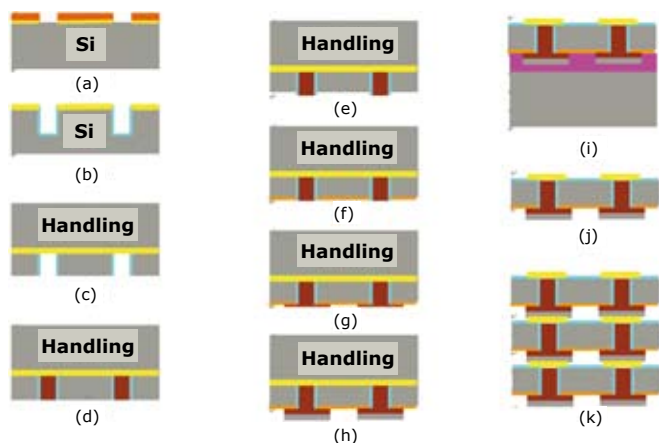 Si
(a)
Si
(b)
Handling
(c)
Handling
(d)
Handling
(e)
Handling
(f)
Handling
(g)
Handling
(h)
(i)
(j)
(k)